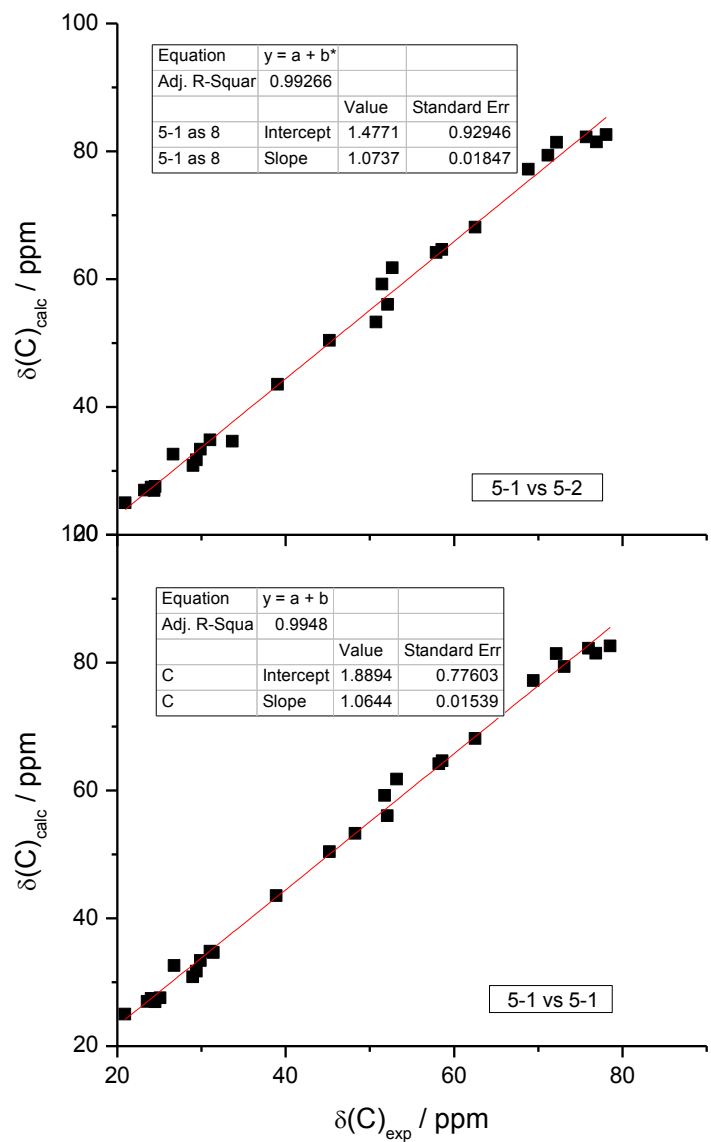 100
Equation y = a + b*
Adj. R-Squar 0.99266
Value Standard Err
5-1 as 8 Intercept 1.4771 0.92946
5-1 as 8 Slope 1.0737 0.01847
80
60
δ(C)calc / ppm
40
5-1 vs 5-2
20
100
Equation y = a + b
Adj. R-Squa 0.9948
Value Standard Err
C Intercept 1.8894 0.77603
C Slope 1.0644 0.01539
80
60
δ(C)calc / ppm
40
5-1 vs 5-1
20
20 40 60 80
δ(C)exp / ppm